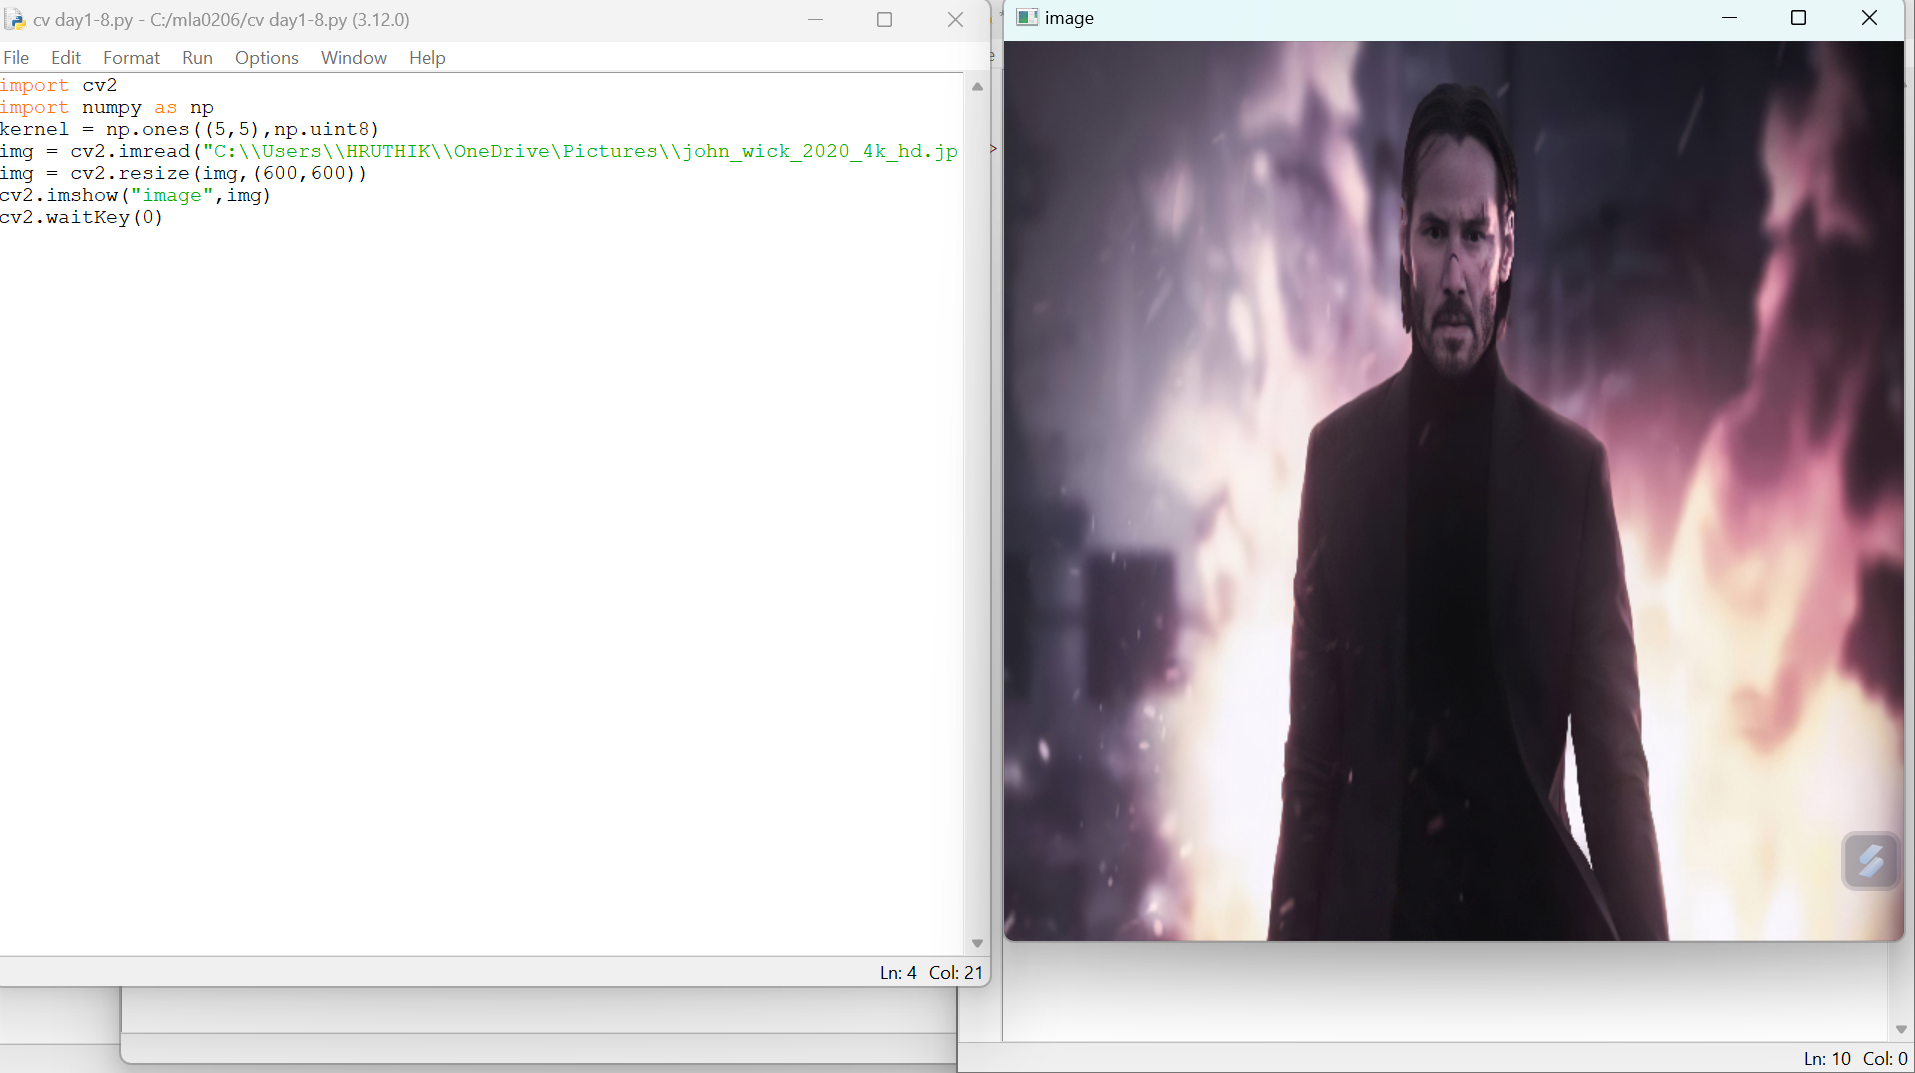 cv day1-8.py - C:/mla0206/cv day1-8.py (3.12.0)
File Edit Format Run Options Window Help
import cv2
import numpy as np
kernel = np.ones((5,5),np.uint8)
img = cv2.imread("C:\\Users\\HRUTHIK\\OneDrive\Pictures\\john_wick_2020_4k_hd.jp
img = cv2.resize(img,(600,600))
cv2.imshow("image",img)
cv2.waitKey(0)
Ln: 4 Col: 21
image
Ln: 10 Col: 0